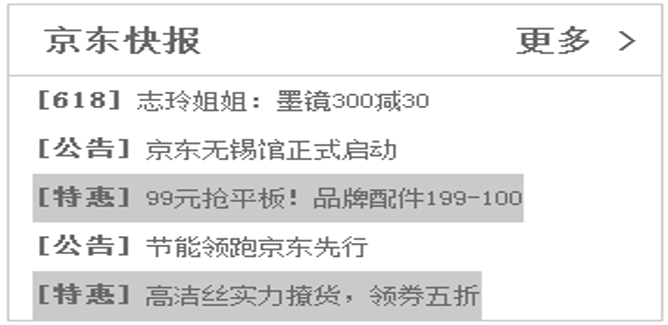 京东快报 更多 >
[618] 志玲姐姐：墨镜300减30
[公告] 京东无锡馆正式启动
[特惠] 99元抢平板！品牌配件199-100
[公告] 节能领跑京东先行
[特惠] 高洁丝实力撩货，领券五折